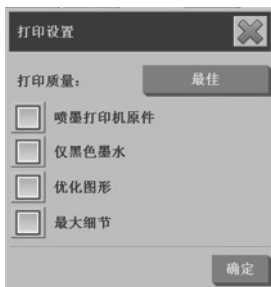 打印设置
打印质量： 最佳
喷墨打印机原件
仅黑色墨水
优化图形
最大细节
确定